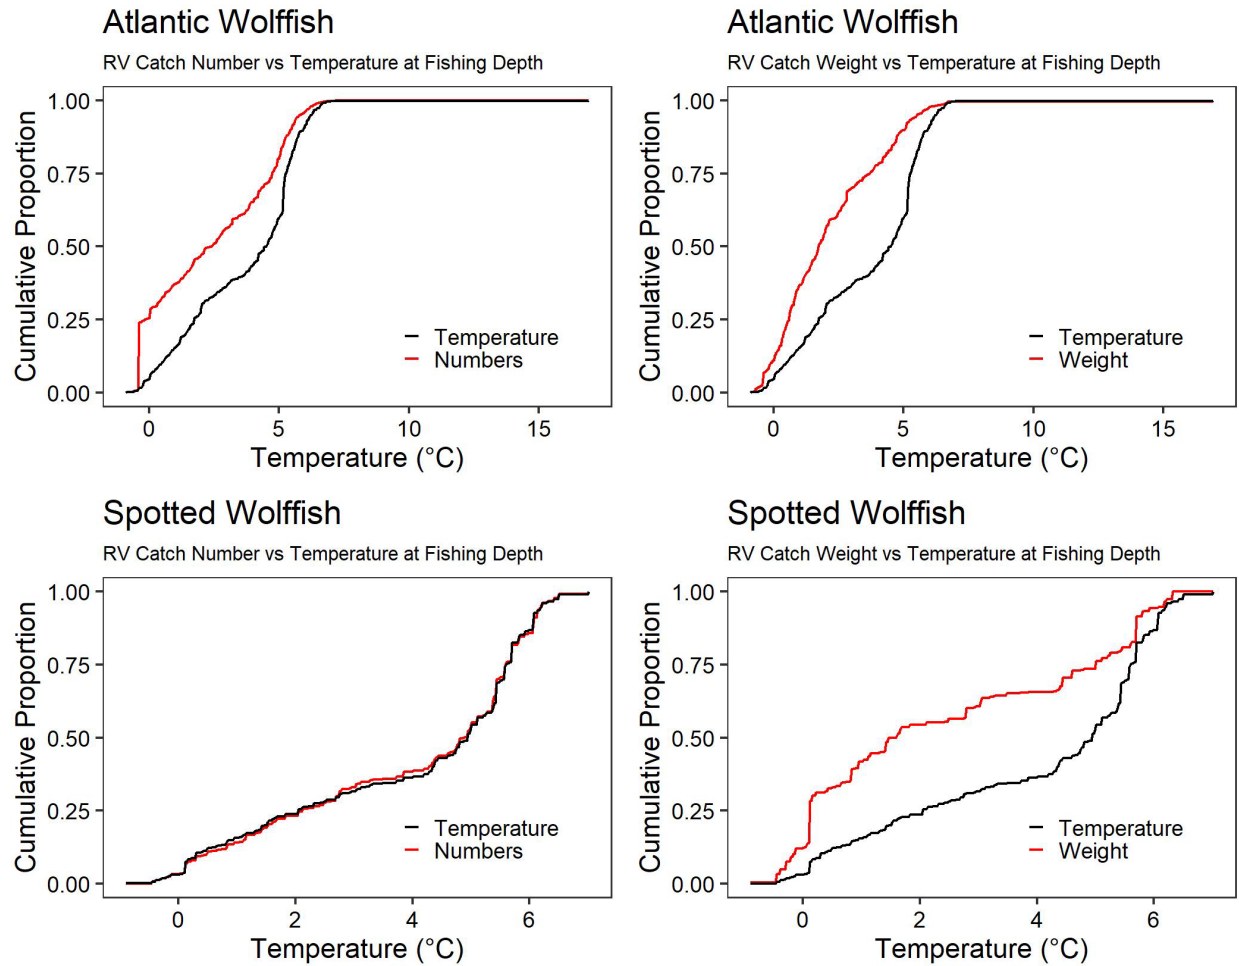 Atlantic Wolffish
RV Catch Number vs Temperature at Fishing Depth
Cumulative Proportion
1.00
0.75
0.50
0.25
0.00
Temperature
Numbers
0 5 10 15
Temperature (°C)
Atlantic Wolffish
RV Catch Weight vs Temperature at Fishing Depth
Cumulative Proportion
1.00
0.75
0.50
0.25
0.00
Temperature
Weight
0 5 10 15
Temperature (°C)
Spotted Wolffish
RV Catch Number vs Temperature at Fishing Depth
Cumulative Proportion
1.00
0.75
0.50
0.25
0.00
Temperature
Numbers
0 2 4 6
Temperature (°C)
Spotted Wolffish
RV Catch Weight vs Temperature at Fishing Depth
Cumulative Proportion
1.00
0.75
0.50
0.25
0.00
Temperature
Weight
0 2 4 6
Temperature (°C)